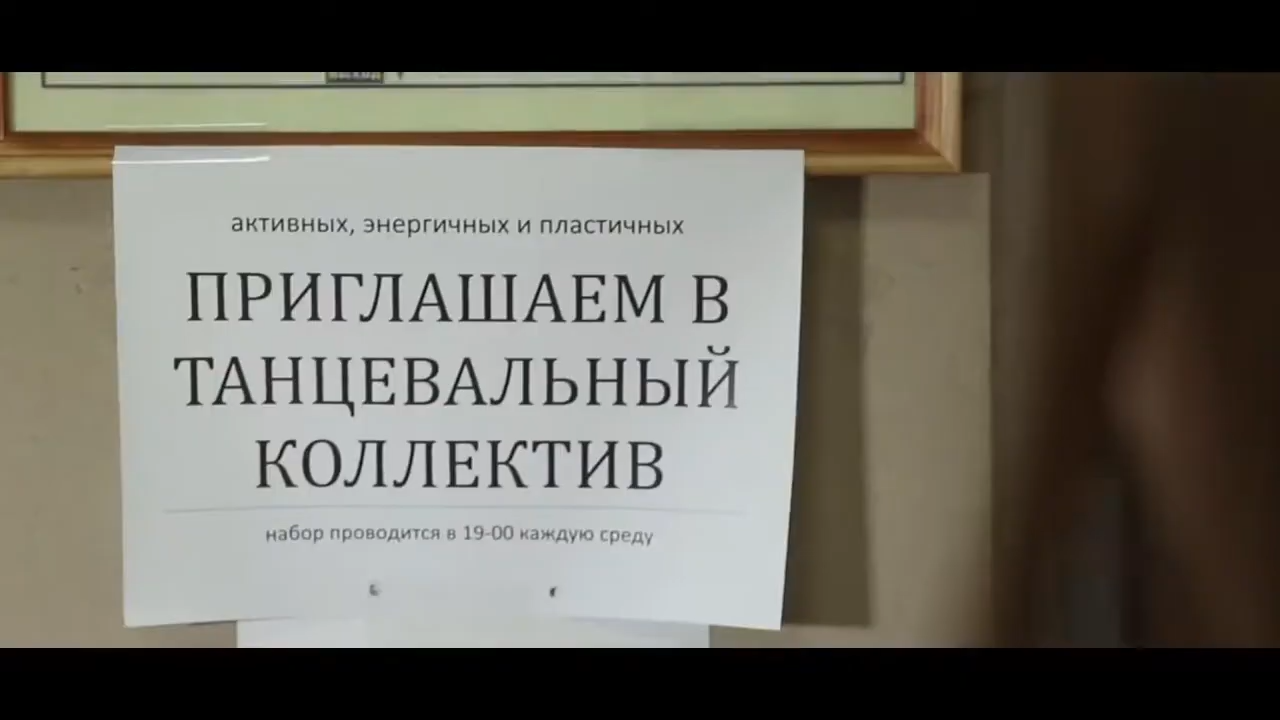 активных, энергичных и пластичных
ПРИГЛАШАЕМ В
ТАНЦЕВАЛЬНЫЙ
КОЛЛЕКТИВ
набор проводится в 19-00 каждую среду